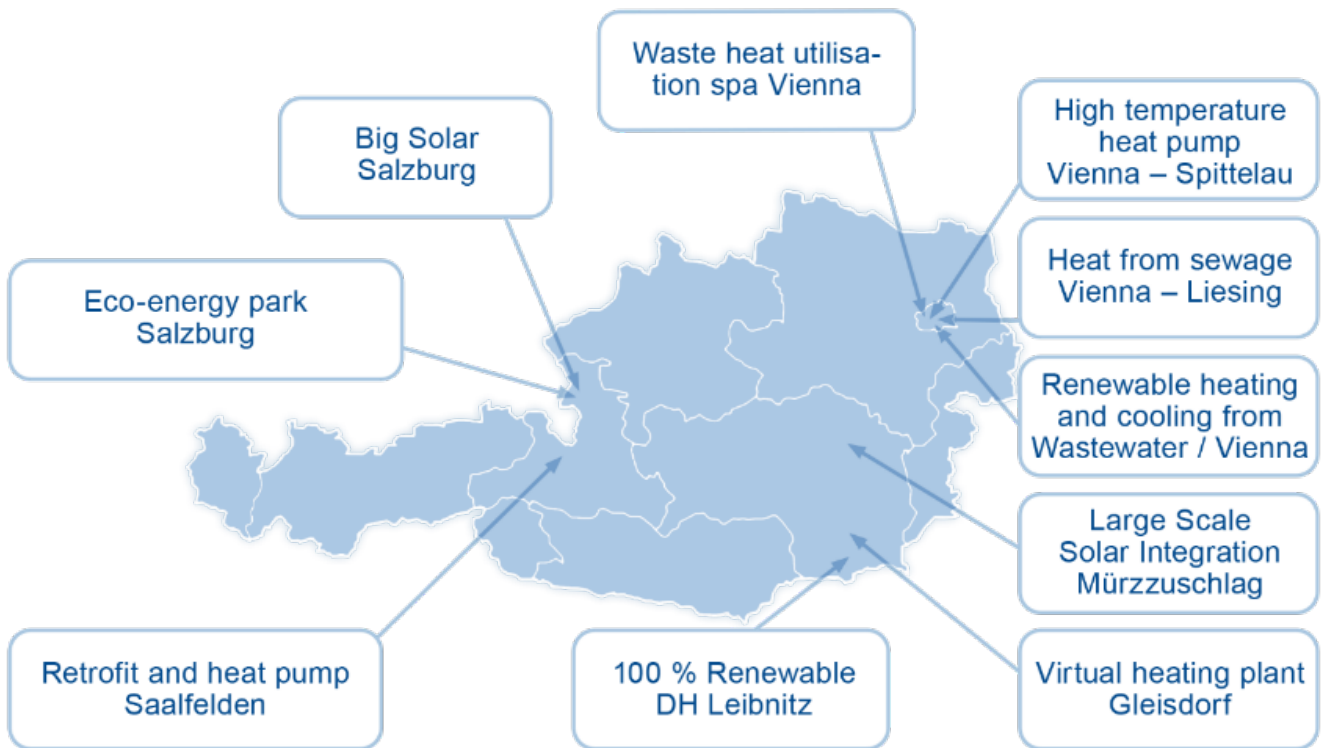 Waste heat utilisa-
tion spa Vienna
High temperature
heat pump
Vienna – Spittelau
Big Solar
Salzburg
Heat from sewage
Vienna – Liesing
Eco-energy park
Salzburg
Renewable heating
and cooling from
Wastewater / Vienna
Large Scale
Solar Integration
Mürzzuschlag
Retrofit and heat pump
Saalfelden
100 % Renewable
DH Leibnitz
Virtual heating plant
Gleisdorf